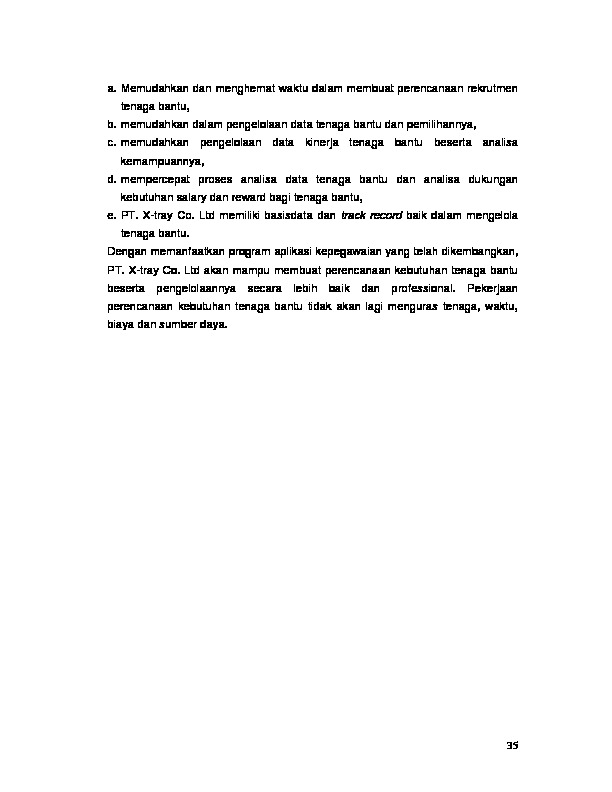 a. Memudahkan dan menghemat waktu dalam membuat perencanaan rekrutmen
tenaga bantu,
b. memudahkan dalam pengelolaan data tenaga bantu dan pemilihannya,
c. memudahkan pengelolaan data kinerja tenaga bantu beserta analisa
kemampuannya,
d. mempercepat proses analisa data tenaga bantu dan analisa dukungan
kebutuhan salary dan reward bagi tenaga bantu,
e. PT. X-tray Co. Ltd memiliki basisdata dan track record baik dalam mengelola
tenaga bantu.
Dengan memanfaatkan program aplikasi kepegawaian yang telah dikembangkan,
PT. X-tray Co. Ltd akan mampu membuat perencanaan kebutuhan tenaga bantu
beserta pengelolaannya secara lebih baik dan professional. Pekerjaan
perencanaan kebutuhan tenaga bantu tidak akan lagi menguras tenaga, waktu,
biaya dan sumber daya.
35